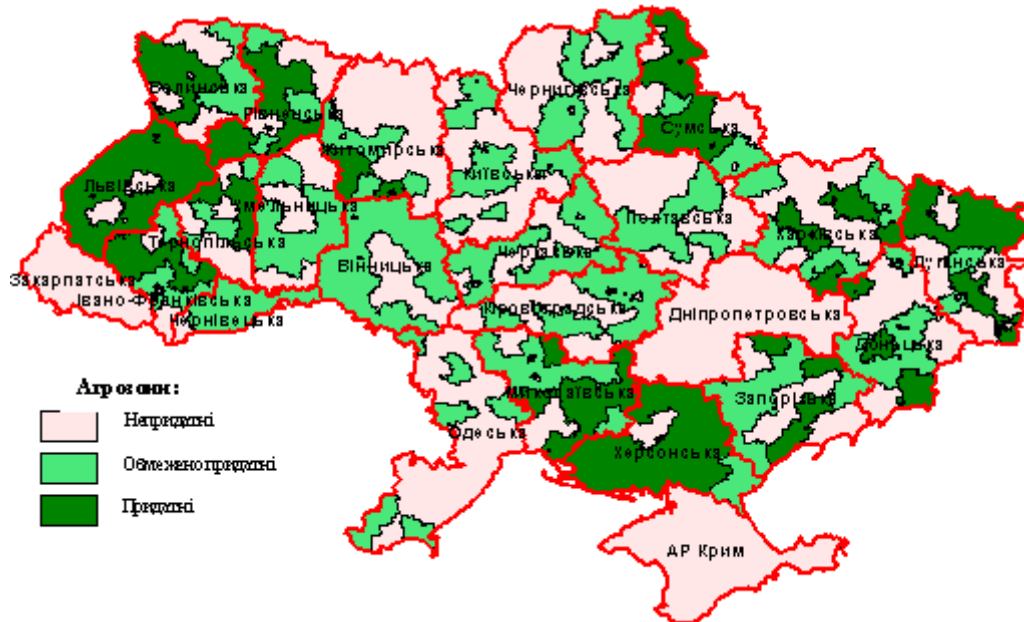 Волинська
Рівненська
Житомирська
Чернигівська
Сумська
Київська
Львівська
Хмельницька
Тернопільська
Полтавська
Харківська
Луганська
Закарпатська
Івано-Франківська
Чернівецька
Вінницька
Черкаська
Кіровоградська
Дніпропетровська
Донецька
Миколаївська
Запорізька
Одеська
Херсонська
АР Крим
Агрозони:
Непридатні
Обмежено придатні
Придатні